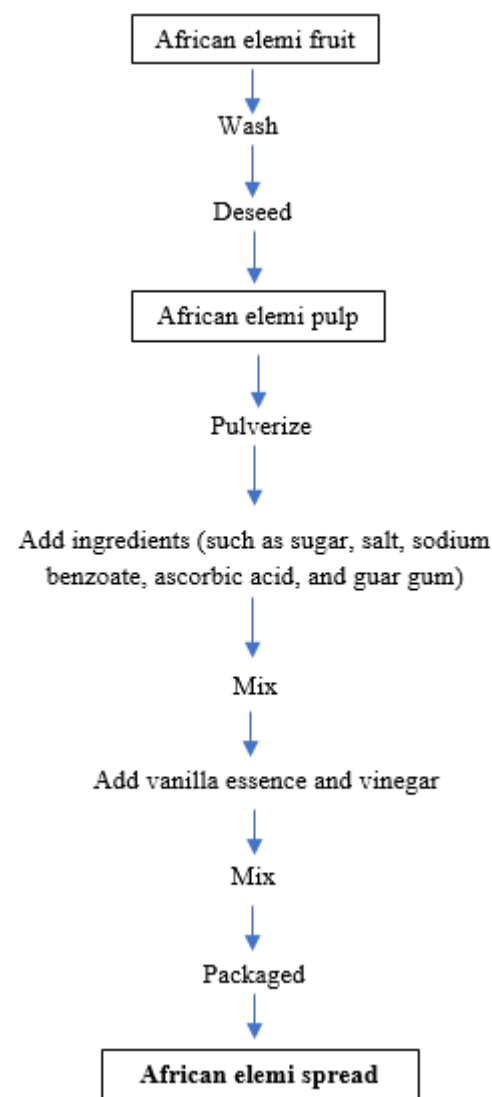 African elemi fruit
Wash
Deseed
African elemi pulp
Pulverize
Add ingredients (such as sugar, salt, sodium
benzoate, ascorbic acid, and guar gum)
Mix
Add vanilla essence and vinegar
Mix
Packaged
African elemi spread